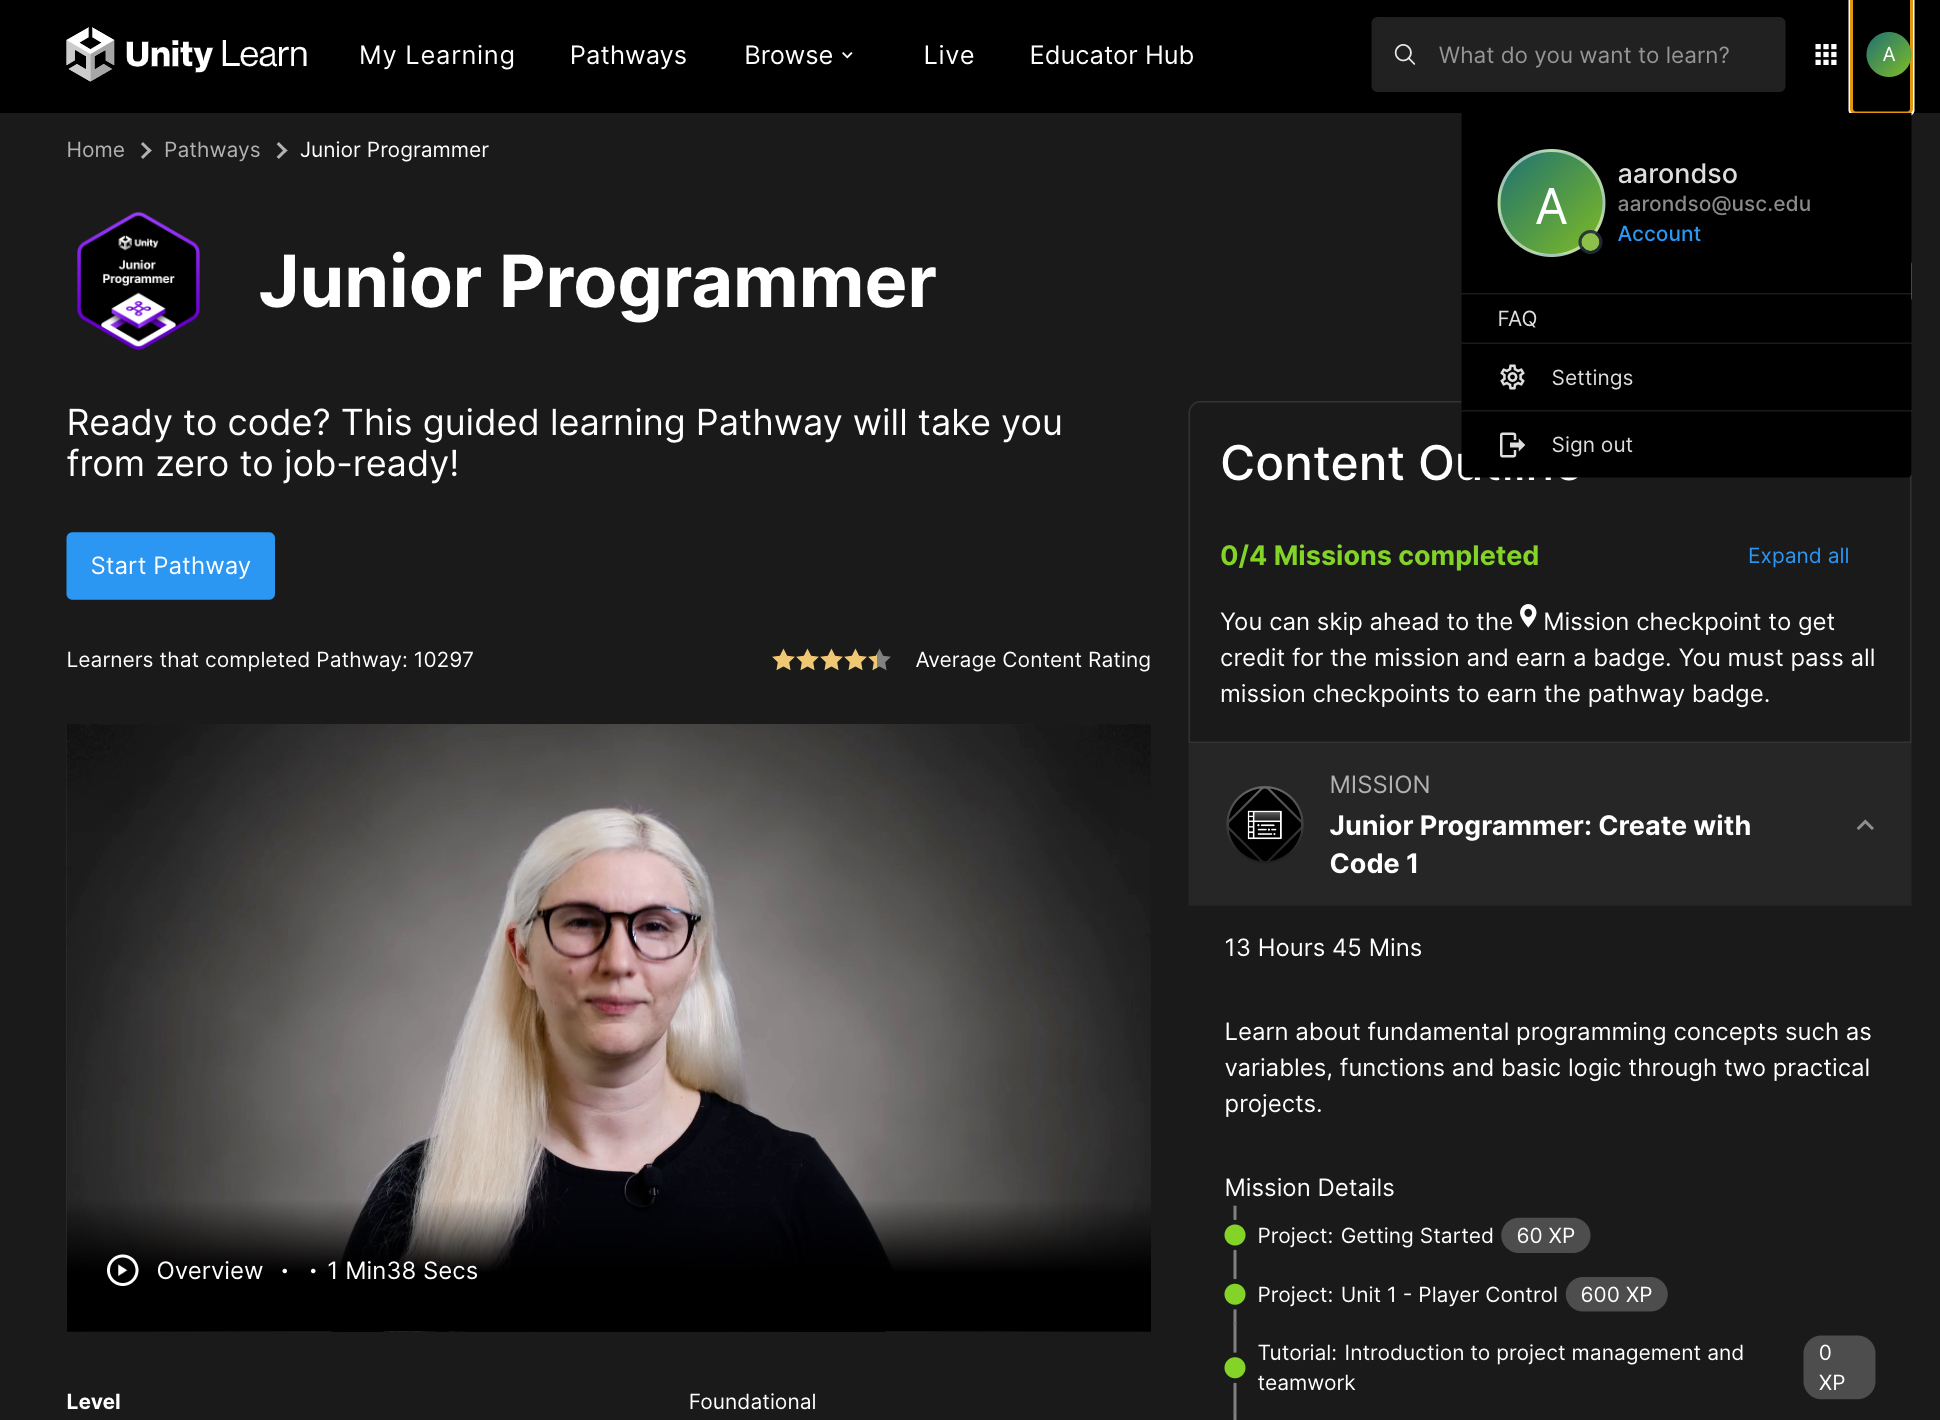 Unity Learn
My Learning
Pathways
Browse
Live
Educator Hub
What do you want to learn?
A
Home
Pathways
Junior Programmer
A
aarondso
aarondso@usc.edu
Account
FAQ
Settings
Sign out
Unity
Junior
Programmer
Junior Programmer
Ready to code? This guided learning Pathway will take you
from zero to job-ready!
Start Pathway
Learners that completed Pathway: 10297
Average Content Rating
Overview • • 1 Min38 Secs
Level
Foundational
Content Outline
0/4 Missions completed
Expand all
You can skip ahead to the Mission checkpoint to get
credit for the mission and earn a badge. You must pass all
mission checkpoints to earn the pathway badge.
MISSION
Junior Programmer: Create with
Code 1
13 Hours 45 Mins
Learn about fundamental programming concepts such as
variables, functions and basic logic through two practical
projects.
Mission Details
Project: Getting Started
60 XP
Project: Unit 1 - Player Control
600 XP
Tutorial: Introduction to project management and
teamwork
0
XP